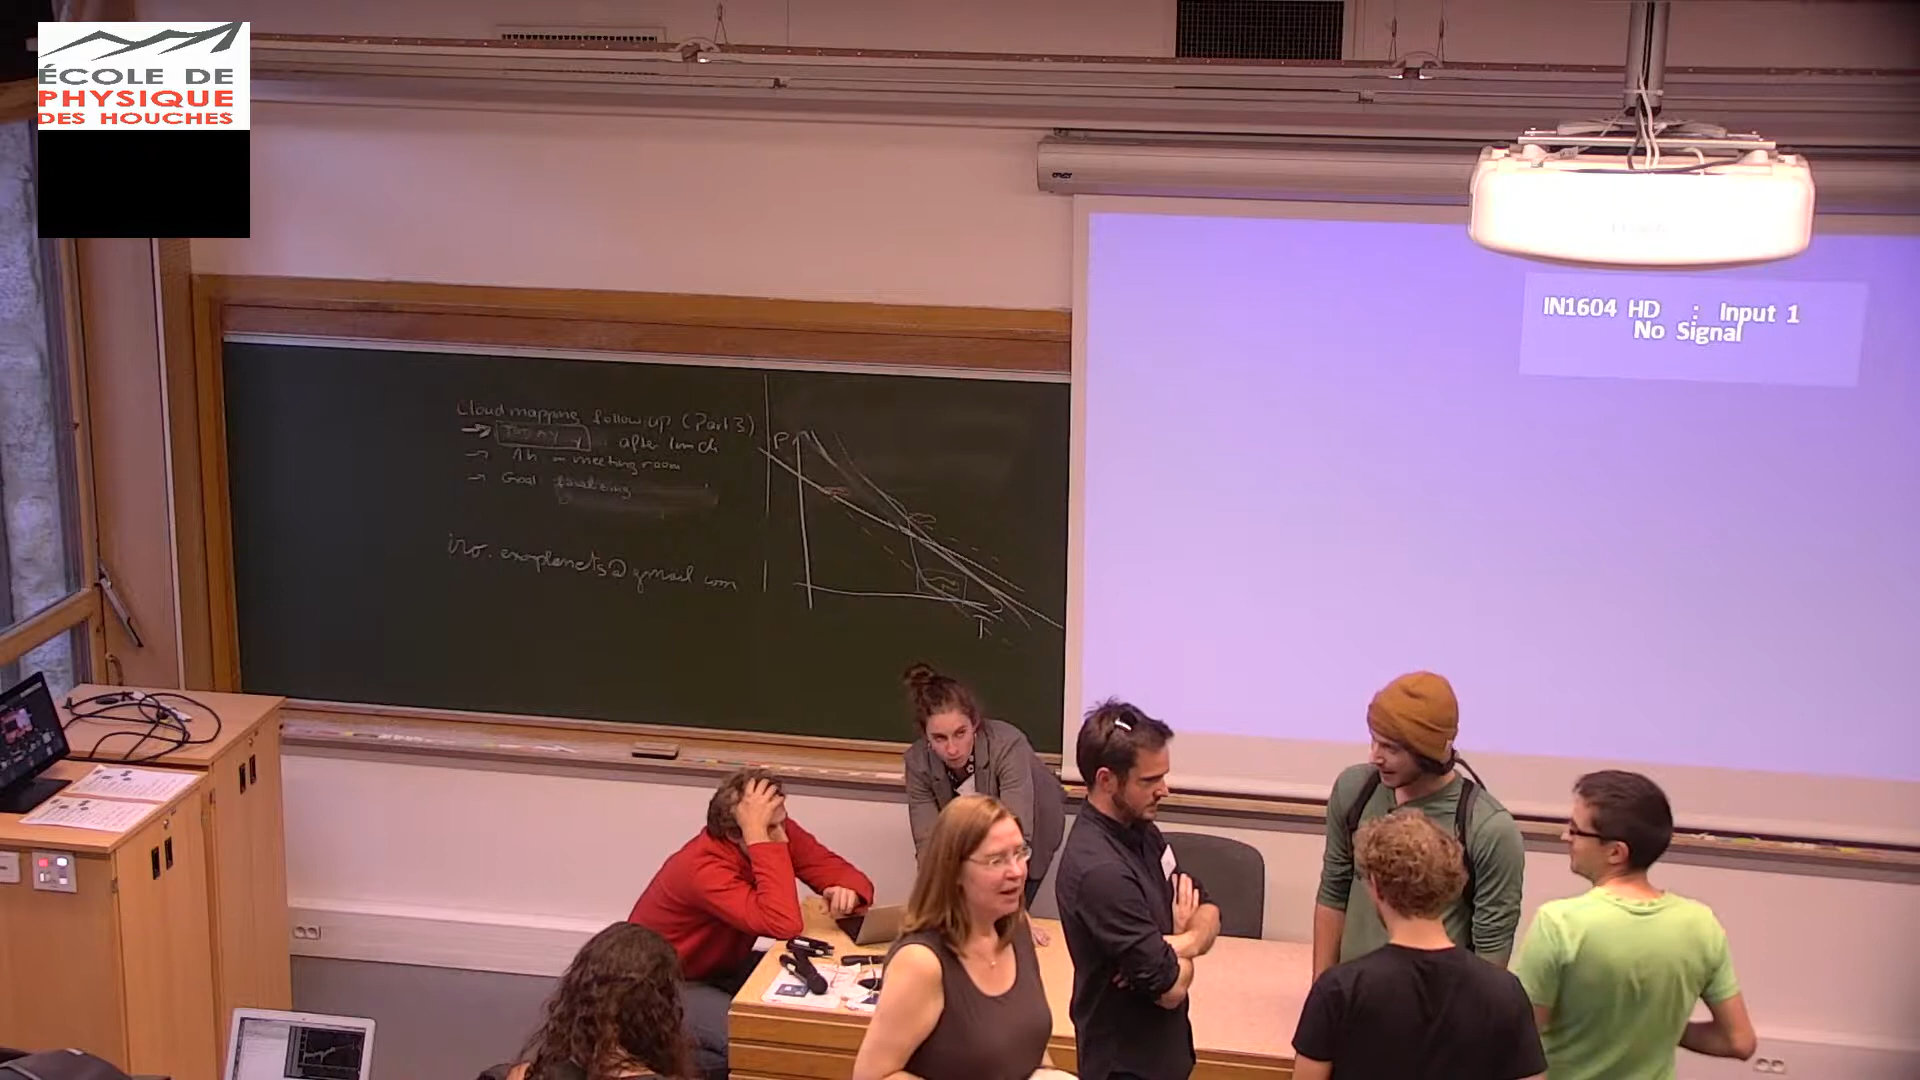 ÉCOLE DE
PHYSIQUE
DES HOUCHES
IN1604 HD : Input 1
No Signal
Cloud mapping follow up (Part 3)
→ TODAY after lunch
→ 1h meeting room
→ Goal
P
T
exoplanets@gmail com